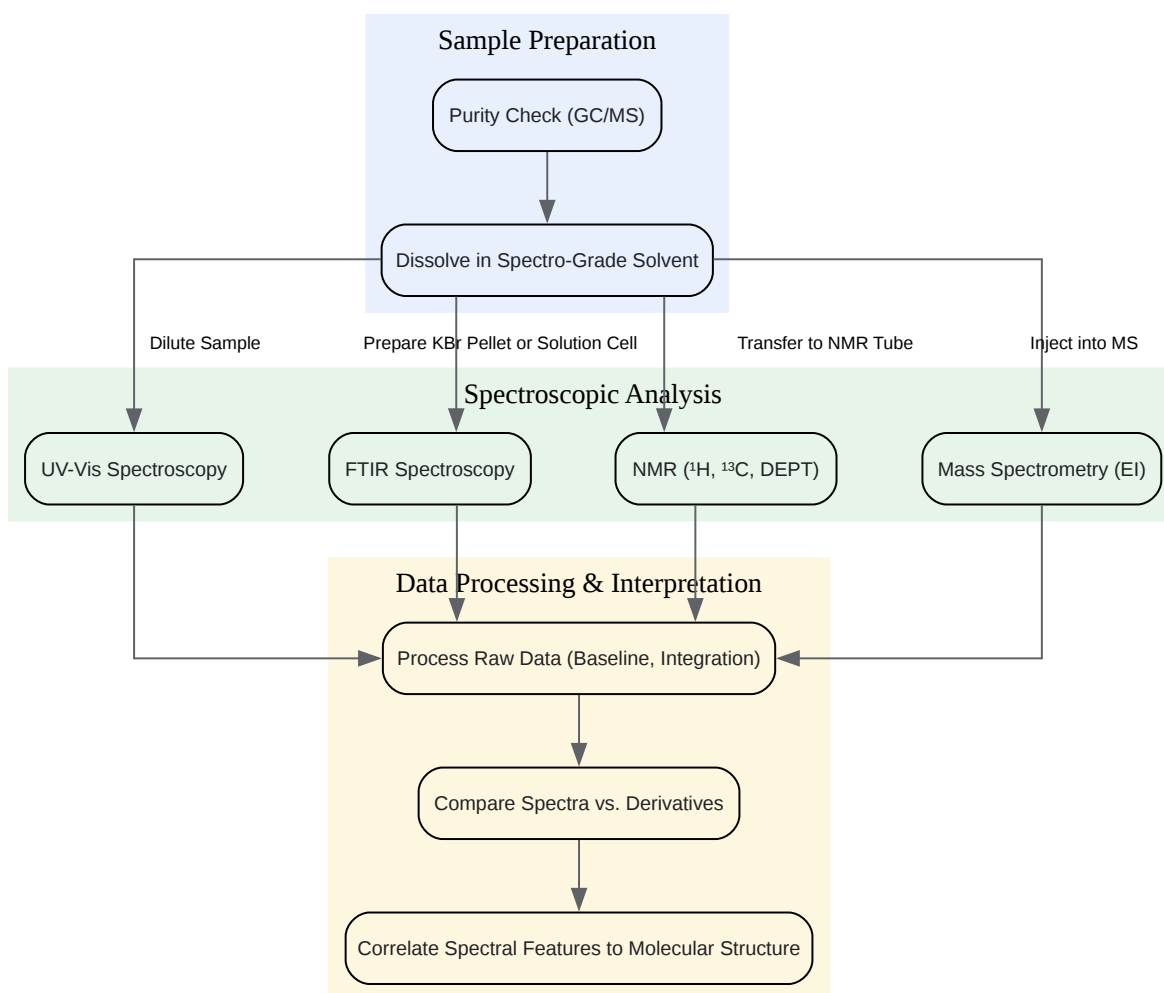 Sample Preparation
Purity Check (GC/MS)
Dissolve in Spectro-Grade Solvent
Dilute Sample
Prepare KBr Pellet or Solution Cell
Transfer to NMR Tube
Inject into MS
Spectroscopic Analysis
UV-Vis Spectroscopy
FTIR Spectroscopy
NMR (¹H, ¹³C, DEPT)
Mass Spectrometry (EI)
Data Processing & Interpretation
Process Raw Data (Baseline, Integration)
Compare Spectra vs. Derivatives
Correlate Spectral Features to Molecular Structure